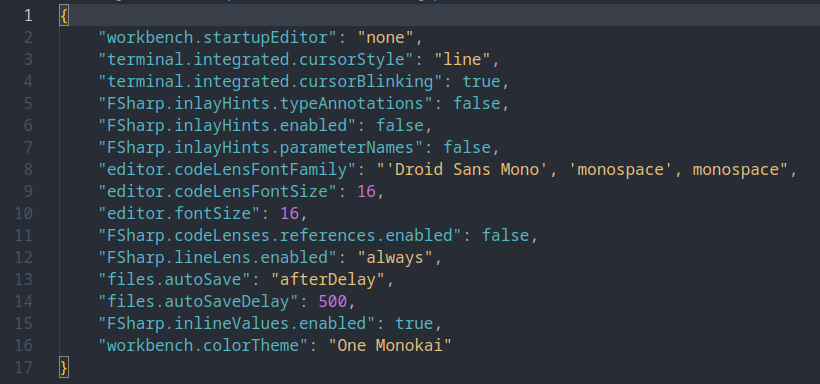 1 {
2 "workbench.startupEditor": "none",
3 "terminal.integrated.cursorStyle": "line",
4 "terminal.integrated.cursorBlinking": true,
5 "FSharp.inlayHints.typeAnnotations": false,
6 "FSharp.inlayHints.enabled": false,
7 "FSharp.inlayHints.parameterNames": false,
8 "editor.codeLensFontFamily": "'Droid Sans Mono', 'monospace', monospace",
9 "editor.codeLensFontSize": 16,
10 "editor.fontSize": 16,
11 "FSharp.codeLenses.references.enabled": false,
12 "FSharp.lineLens.enabled": "always",
13 "files.autoSave": "afterDelay",
14 "files.autoSaveDelay": 500,
15 "FSharp.inlineValues.enabled": true,
16 "workbench.colorTheme": "One Monokai"
17 }